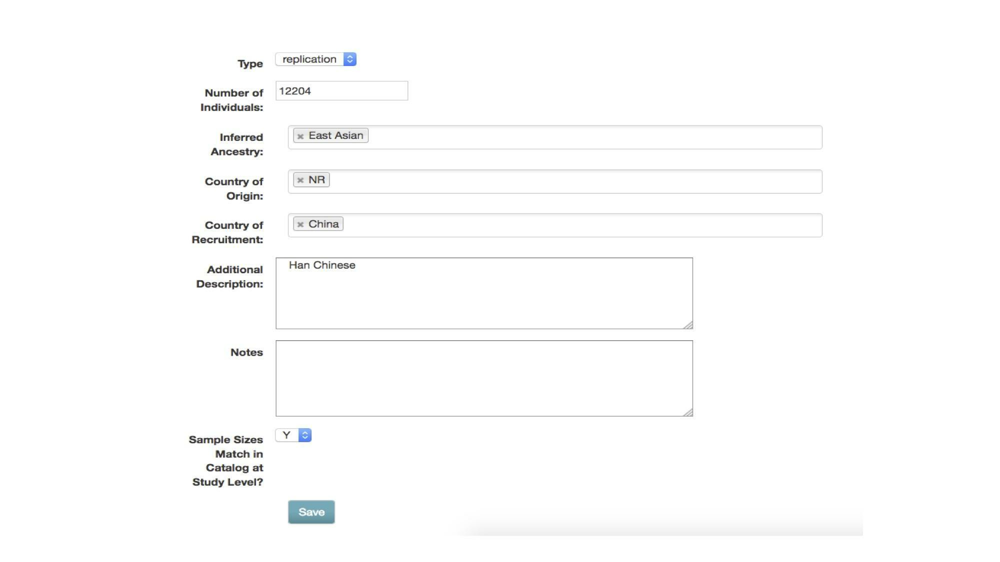 Type
replication
Number of
Individuals:
12204
Inferred
Ancestry:
East Asian
Country of
Origin:
NR
Country of
Recruitment:
China
Additional
Description:
Han Chinese
Notes
Sample Sizes
Match in
Catalog at
Study Level?
Y
Save